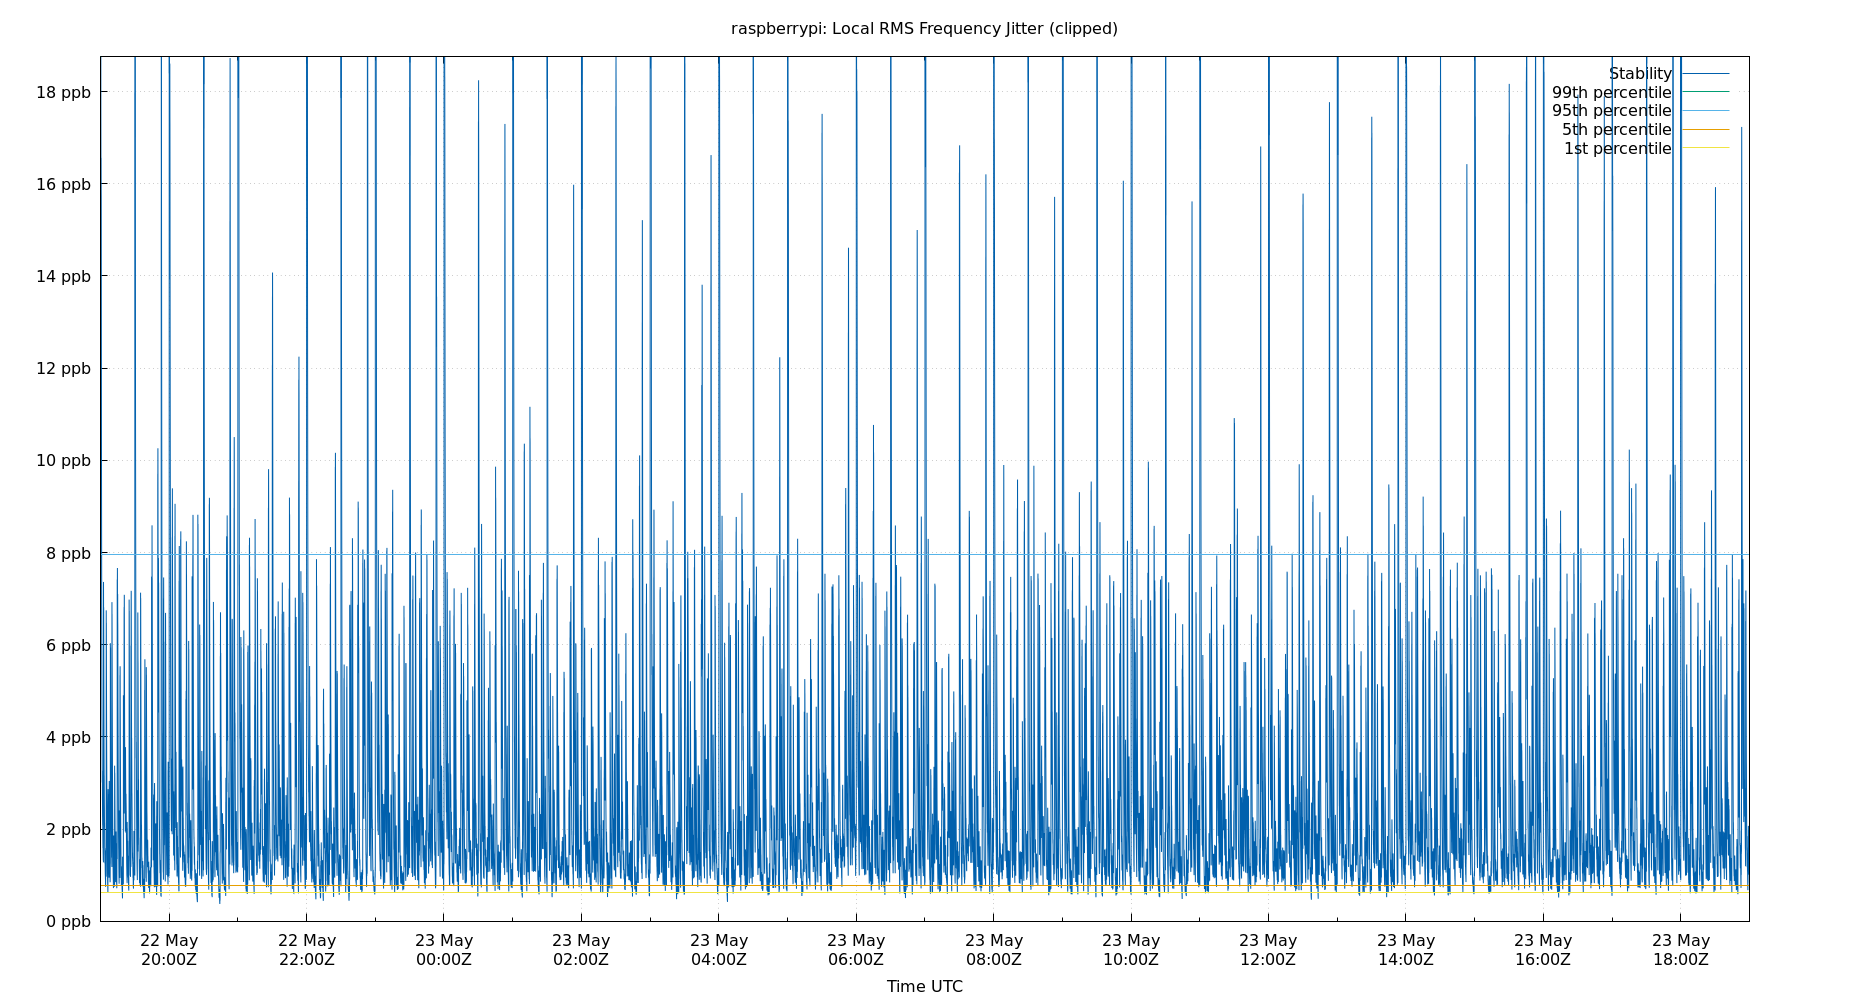 raspberrypi: Local RMS Frequency Jitter (clipped)
Stability
99th percentile
95th percentile
5th percentile
1st percentile
18 ppb
16 ppb
14 ppb
12 ppb
10 ppb
8 ppb
6 ppb
4 ppb
2 ppb
0 ppb
22 May 22 May 23 May 23 May 23 May 23 May 23 May 23 May 23 May 23 May 23 May 23 May
20:00Z 22:00Z 00:00Z 02:00Z 04:00Z 06:00Z 08:00Z 10:00Z 12:00Z 14:00Z 16:00Z 18:00Z
Time UTC